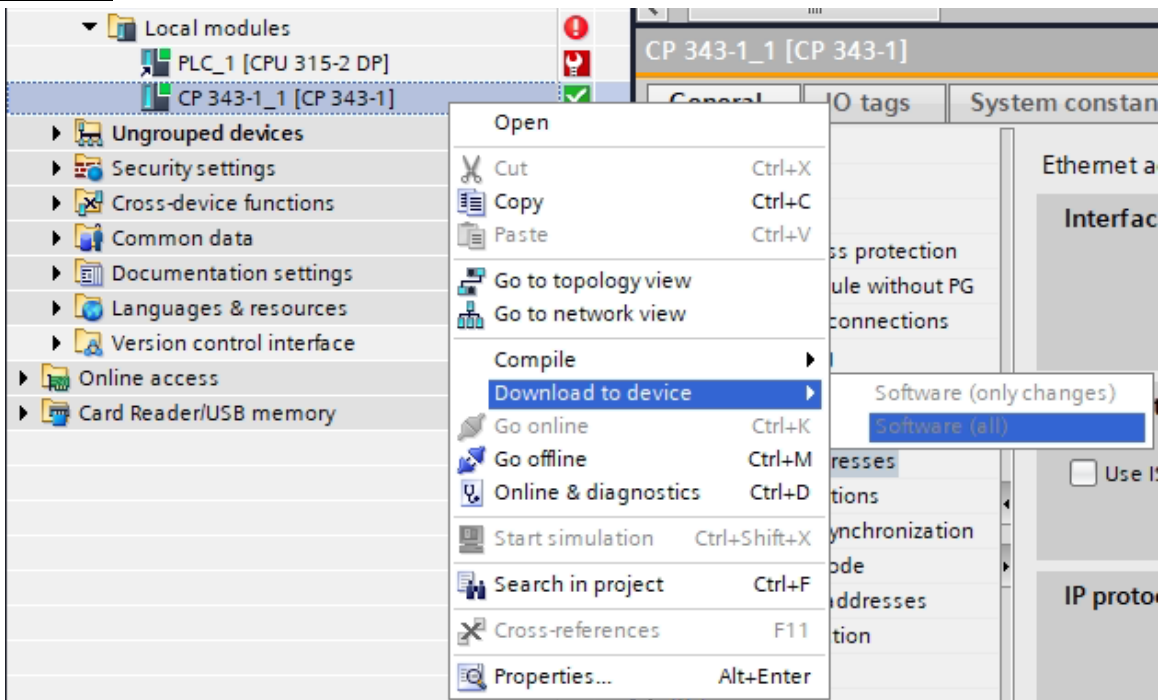 Local modules
PLC_1 [CPU 315-2 DP]
CP 343-1_1 [CP 343-1]
Ungrouped devices
Security settings
Cross-device functions
Common data
Documentation settings
Languages & resources
Version control interface
Online access
Card Reader/USB memory
Open
Cut Ctrl+X
Copy Ctrl+C
Paste Ctrl+V
Go to topology view
Go to network view
Compile
Download to device
Go online Ctrl+K
Go offline Ctrl+M
Online & diagnostics Ctrl+D
Start simulation Ctrl+Shift+X
Search in project Ctrl+F
Cross-references F11
Properties... Alt+Enter
Software (only changes)
Software (all)
CP 343-1_1 [CP 343-1]
General IO tags System constan
ss protection
ule without PG
connections
resses
tions
ynchronization
ode
addresses
tion
Ethernet a
Interfac
Use IS
IP proto